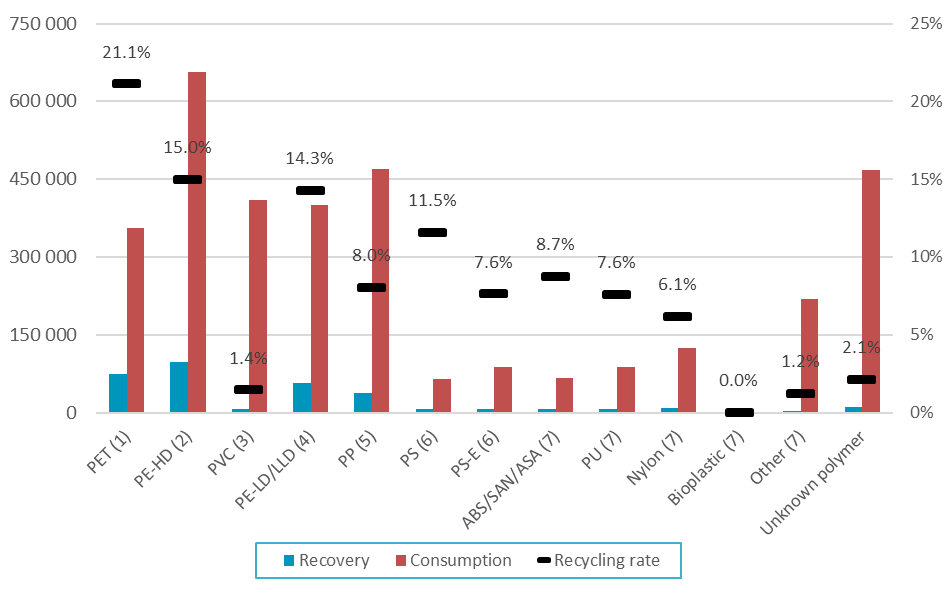 750 000
600 000
450 000
300 000
150 000
0
25%
20%
15%
10%
5%
0%
21.1%
15.0%
1.4%
14.3%
8.0%
11.5%
7.6%
8.7%
7.6%
6.1%
0.0%
1.2%
2.1%
PET (1)
PE-HD (2)
PVC (3)
PE-LD/LLD (4)
PP (5)
PS (6)
PS-E (6)
ABS/SAN/ASA (7)
PU (7)
Nylon (7)
Bioplastic (7)
Other (7)
Unknown polymer
Recovery Consumption Recycling rate